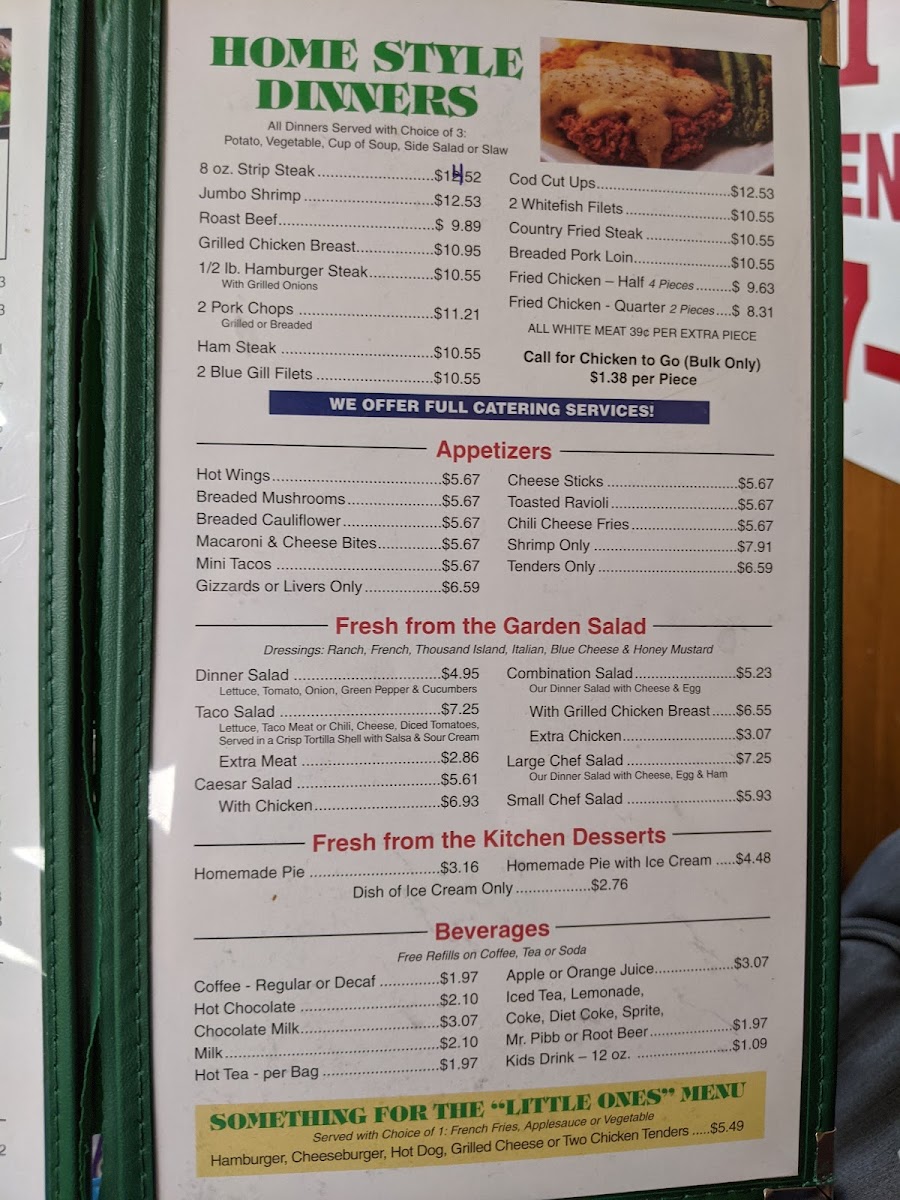 HOME STYLE
DINNERS
All Dinners Served with Choice of 3:
Potato, Vegetable, Cup of Soup, Side Salad or Slaw
8 oz. Strip Steak.........................$14.52
Jumbo Shrimp ............................$12.53
Roast Beef..................................$ 9.89
Grilled Chicken Breast.................$10.95
1/2 lb. Hamburger Steak..............$10.55
With Grilled Onions
2 Pork Chops .............................$11.21
Grilled or Breaded
Ham Steak .................................$10.55
2 Blue Gill Filets .........................$10.55
Cod Cut Ups.............................$12.53
2 Whitefish Filets .......................$10.55
Country Fried Steak ..................$10.55
Breaded Pork Loin.....................$10.55
Fried Chicken – Half 4 Pieces.........$ 9.63
Fried Chicken - Quarter 2 Pieces....$ 8.31
ALL WHITE MEAT 39¢ PER EXTRA PIECE
Call for Chicken to Go (Bulk Only)
$1.38 per Piece
WE OFFER FULL CATERING SERVICES!
Appetizers
Hot Wings.....................................$5.67
Breaded Mushrooms.....................$5.67
Breaded Cauliflower......................$5.67
Macaroni & Cheese Bites..............$5.67
Mini Tacos ....................................$5.67
Gizzards or Livers Only .................$6.59
Cheese Sticks .............................$5.67
Toasted Ravioli............................$5.67
Chili Cheese Fries........................$5.67
Shrimp Only ...............................$7.91
Tenders Only ..............................$6.59
Fresh from the Garden Salad
Dressings: Ranch, French, Thousand Island, Italian, Blue Cheese & Honey Mustard
Dinner Salad ................................$4.95
Lettuce, Tomato, Onion, Green Pepper & Cucumbers
Taco Salad ...................................$7.25
Lettuce, Taco Meat or Chili, Cheese, Diced Tomatoes,
Served in a Crisp Tortilla Shell with Salsa & Sour Cream
Extra Meat ..............................$2.86
Caesar Salad ...............................$5.61
With Chicken...........................$6.93
Combination Salad......................$5.23
Our Dinner Salad with Cheese & Egg
With Grilled Chicken Breast.....$6.55
Extra Chicken........................$3.07
Large Chef Salad ........................$7.25
Our Dinner Salad with Cheese, Egg & Ham
Small Chef Salad ........................$5.93
Fresh from the Kitchen Desserts
Homemade Pie .............................$3.16
Homemade Pie with Ice Cream .....$4.48
Dish of Ice Cream Only .................$2.76
Beverages
Free Refills on Coffee, Tea or Soda
Coffee - Regular or Decaf .............$1.97
Hot Chocolate ..............................$2.10
Chocolate Milk..............................$3.07
Milk...............................................$2.10
Hot Tea - per Bag .........................$1.97
Apple or Orange Juice..................$3.07
Iced Tea, Lemonade,
Coke, Diet Coke, Sprite,
Mr. Pibb or Root Beer..................$1.97
Kids Drink – 12 oz. .....................$1.09
SOMETHING FOR THE “LITTLE ONES” MENU
Served with Choice of 1: French Fries, Applesauce or Vegetable
Hamburger, Cheeseburger, Hot Dog, Grilled Cheese or Two Chicken Tenders .....$5.49